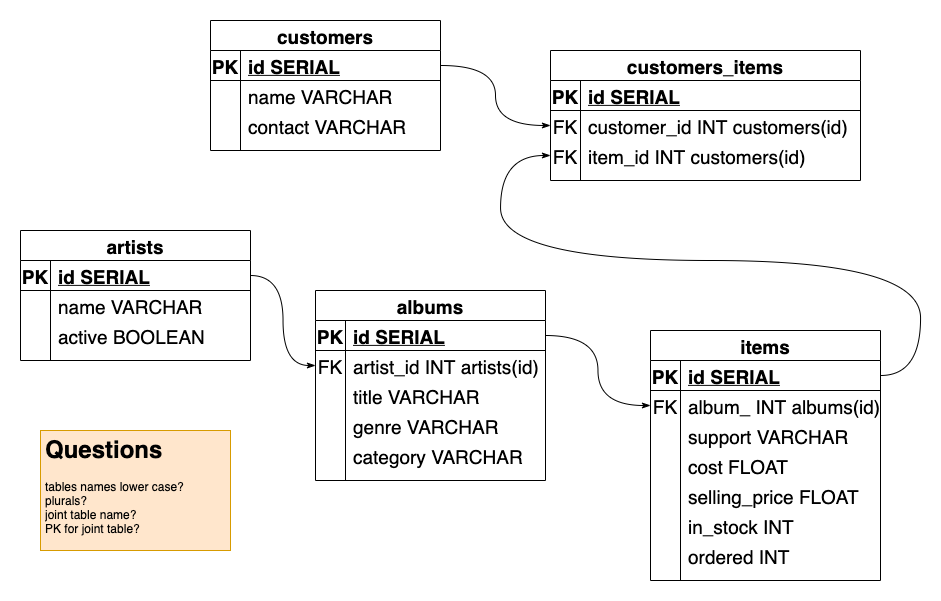 customers
PK id SERIAL
name VARCHAR
contact VARCHAR
customers_items
PK id SERIAL
FK customer_id INT customers(id)
FK item_id INT customers(id)
artists
PK id SERIAL
name VARCHAR
active BOOLEAN
albums
PK id SERIAL
FK artist_id INT artists(id)
title VARCHAR
genre VARCHAR
category VARCHAR
items
PK id SERIAL
FK album_ INT albums(id)
support VARCHAR
cost FLOAT
selling_price FLOAT
in_stock INT
ordered INT
Questions
tables names lower case?
plurals?
joint table name?
PK for joint table?